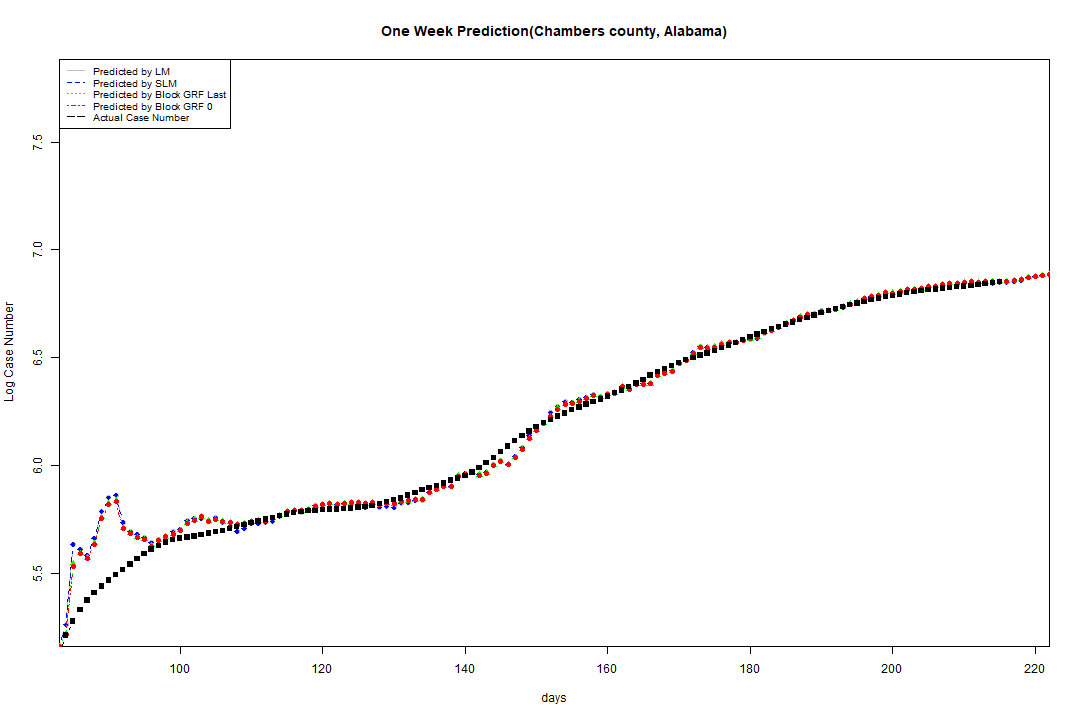 One Week Prediction(Chambers county, Alabama)
Predicted by LM
Predicted by SLM
Predicted by Block GRF Last
Predicted by Block GRF 0
Actual Case Number
7.5
7.0
6.5
6.0
5.5
Log Case Number
100 120 140 160 180 200 220
days